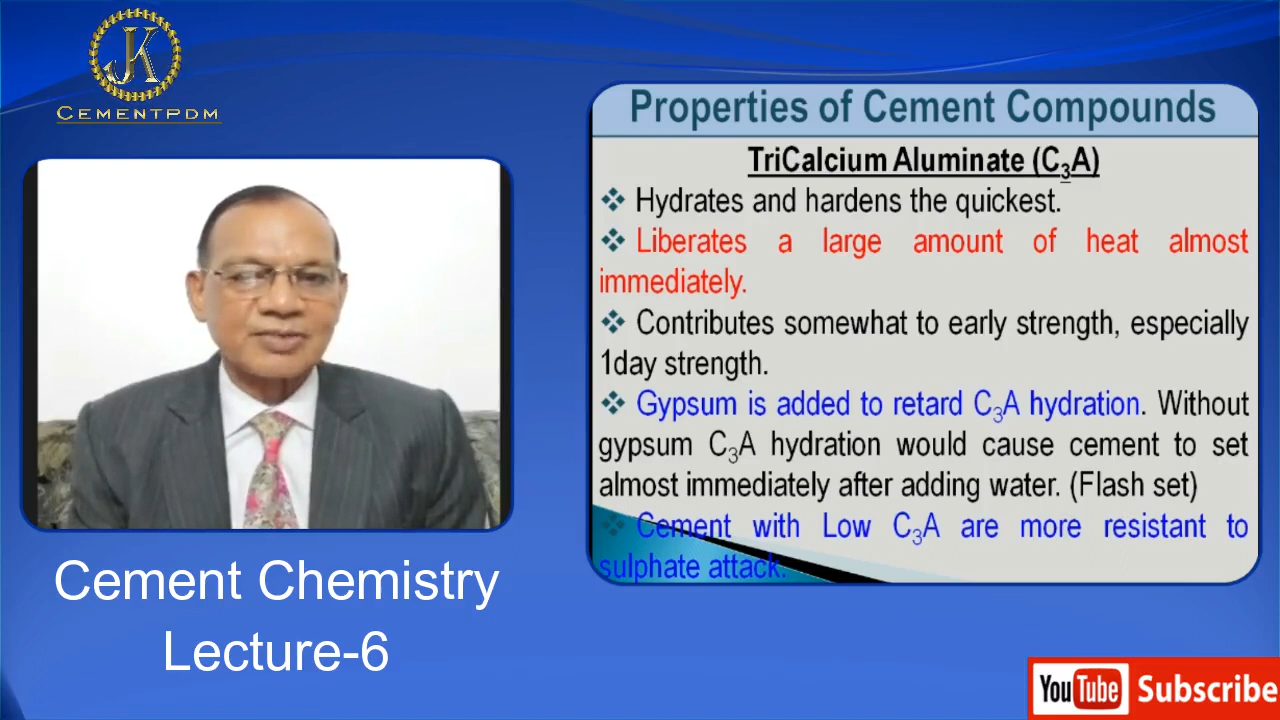 JK
CEMENTPDM
Properties of Cement Compounds
TriCalcium Aluminate (C₃A)
❖ Hydrates and hardens the quickest.
❖ Liberates a large amount of heat almost
immediately.
❖ Contributes somewhat to early strength, especially
1day strength.
❖ Gypsum is added to retard C₃A hydration. Without
gypsum C₃A hydration would cause cement to set
almost immediately after adding water. (Flash set)
❖ Cement with Low C₃A are more resistant to
sulphate attack.
Cement Chemistry
Lecture-6
YouTube Subscribe